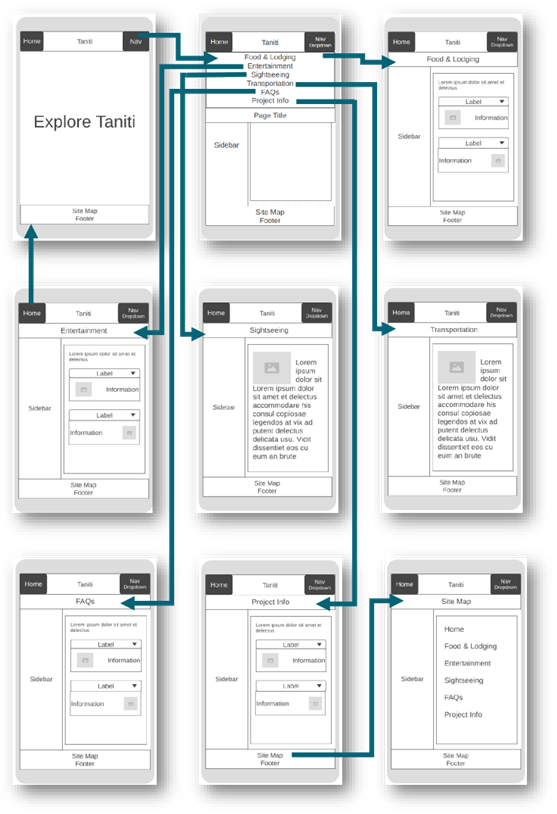 Home Taniti Nav
Explore Taniti
Site Map
Footer
Home Taniti Nav
Dropdown
Food & Lodging
Entertainment
Sightseeing
Transportation
FAQs
Project Info
Page Title
Sidebar
Site Map
Footer
Home Taniti Nav
Dropdown
Food & Lodging
Lorem ipsum dolor sit amet et
delectus
Label
Information
Sidebar
Label
Information
Site Map
Footer
Home Taniti Nav
Dropdown
Entertainment
Lorem ipsum dolor sit amet et
delectus
Label
Information
Sidebar
Label
Information
Site Map
Footer
Home Taniti Nav
Dropdown
Sightseeing
Lorem
ipsum
dolor sit
Lorem ipsum dolor
sit amet et delectus
accommodare his
consul copiosae
legendos at vix ad
putent delectus
delicata usu. Vidit
dissentiet eos cu
eum an brute
Sidebar
Site Map
Footer
Home Taniti Nav
Dropdown
Transportation
Lorem
ipsum
dolor sit
Lorem ipsum dolor
sit amet et delectus
accommodare his
consul copiosae
legendos at vix ad
putent delectus
delicata usu. Vidit
dissentiet eos cu
eum an brute
Sidebar
Site Map
Footer
Home Taniti Nav
Dropdown
FAQs
Lorem ipsum dolor sit amet et
delectus
Label
Information
Sidebar
Label
Information
Site Map
Footer
Home Taniti Nav
Dropdown
Project Info
Lorem ipsum dolor sit amet et
delectus
Label
Information
Sidebar
Label
Information
Site Map
Footer
Home Taniti Nav
Dropdown
Site Map
Home
Food & Lodging
Entertainment
Sidebar
Sightseeing
FAQs
Project Info
Site Map
Footer